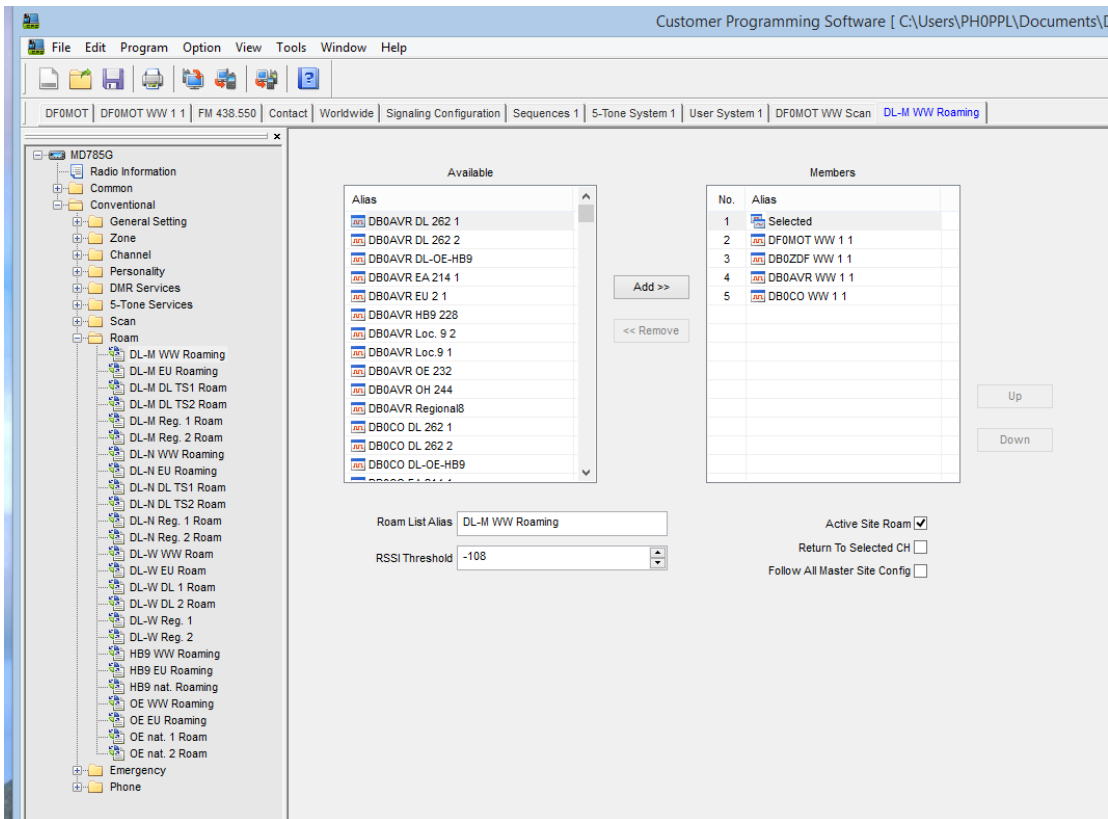 Customer Programming Software [ C:\Users\PH0PPL\Documents\
File Edit Program Option View Tools Window Help
DF0MOT DF0MOT WW 1 1 FM 438.550 Contact Worldwide Signaling Configuration Sequences 1 5-Tone System 1 User System 1 DF0MOT WW Scan DL-M WW Roaming
x
MD785G
Radio Information
Common
Conventional
General Setting
Zone
Channel
Personality
DMR Services
5-Tone Services
Scan
Roam
DL-M WW Roaming
DL-M EU Roaming
DL-M DL TS1 Roam
DL-M DL TS2 Roam
DL-M Reg. 1 Roam
DL-M Reg. 2 Roam
DL-N WW Roaming
DL-N EU Roaming
DL-N DL TS1 Roam
DL-N DL TS2 Roam
DL-N Reg. 1 Roam
DL-N Reg. 2 Roam
DL-W WW Roam
DL-W EU Roam
DL-W DL 1 Roam
DL-W DL 2 Roam
DL-W Reg. 1
DL-W Reg. 2
HB9 WW Roaming
HB9 EU Roaming
HB9 nat. Roaming
OE WW Roaming
OE EU Roaming
OE nat. 1 Roam
OE nat. 2 Roam
Emergency
Phone
Available
Alias
DB0AVR DL 262 1
DB0AVR DL 262 2
DB0AVR DL-OE-HB9
DB0AVR EA 214 1
DB0AVR EU 2 1
DB0AVR HB9 228
DB0AVR Loc. 9 2
DB0AVR Loc.9 1
DB0AVR OE 232
DB0AVR OH 244
DB0AVR Regional8
DB0CO DL 262 1
DB0CO DL 262 2
DB0CO DL-OE-HB9
Add >>
<< Remove
Members
No. Alias
1 Selected
2 DF0MOT WW 1 1
3 DB0ZDF WW 1 1
4 DB0AVR WW 1 1
5 DB0CO WW 1 1
Up
Down
Roam List Alias DL-M WW Roaming
RSSI Threshold -108
Active Site Roam
Return To Selected CH
Follow All Master Site Config